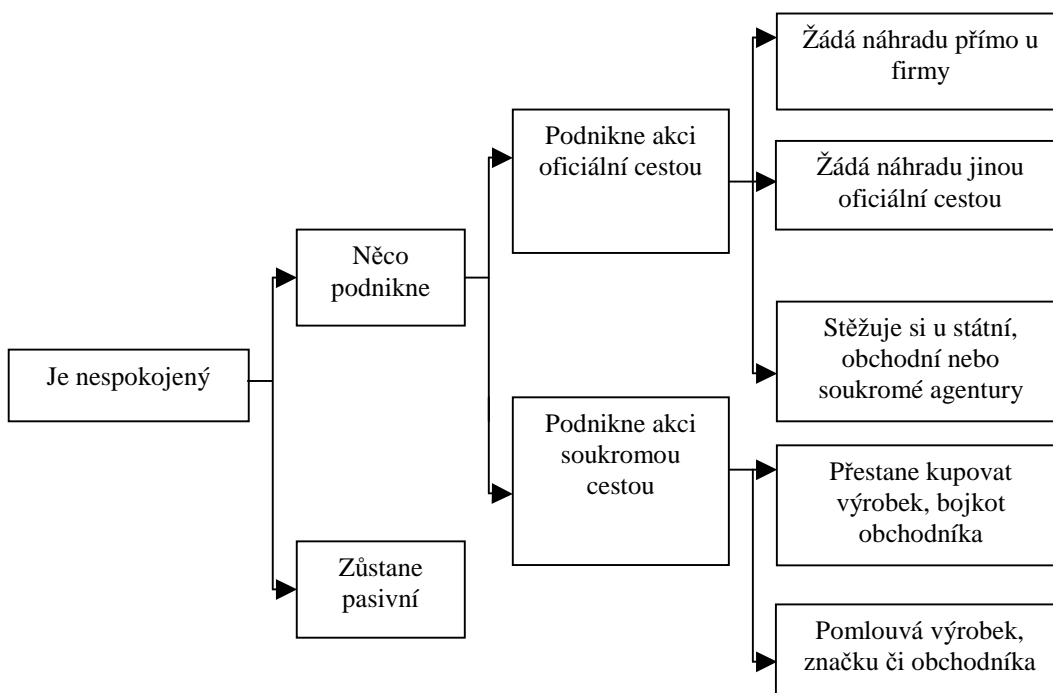 Je nespokojený
Něco
podnikne
Zůstane
pasivní
Podnikne akci
oficiální cestou
Podnikne akci
soukromou
cestou
Žádá náhradu přímo u
firmy
Žádá náhradu jinou
oficiální cestou
Stěžuje si u státní,
obchodní nebo
soukromé agentury
Přestane kupovat
výrobek, bojkot
obchodníka
Pomlouvá výrobek,
značku či obchodníka